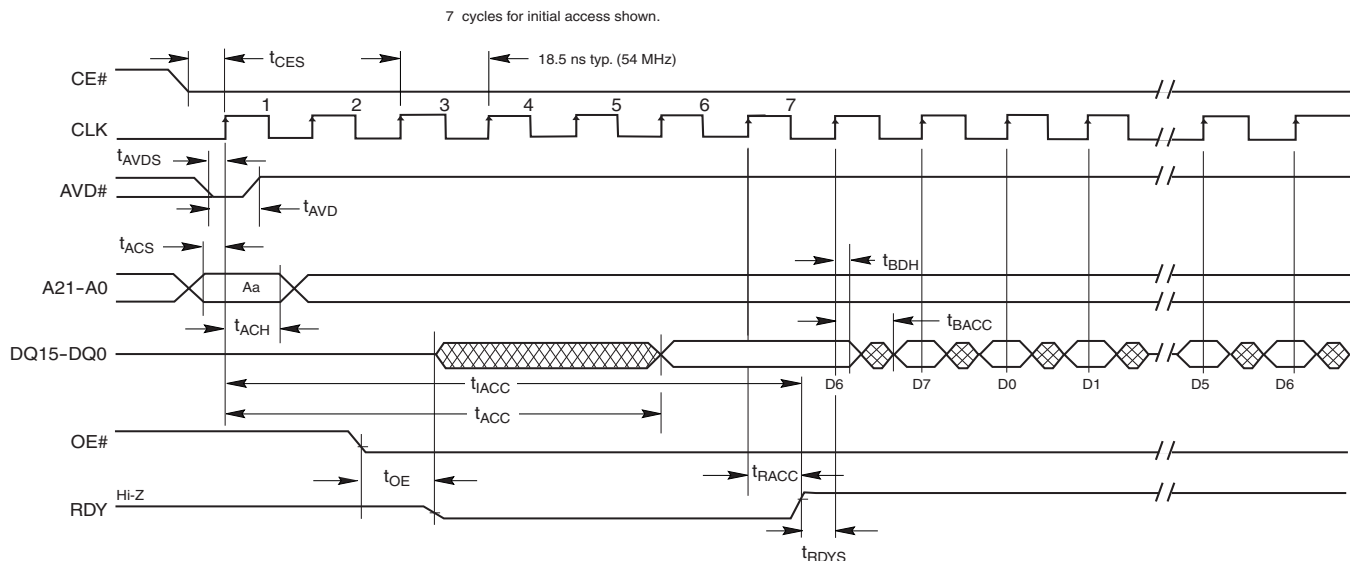 7 cycles for initial access shown.
tCES
18.5 ns typ. (54 MHz)
CE#
1 2 3 4 5 6 7
CLK
tAVDS
AVD#
tAVD
tACS
tBDH
A21-A0
Aa
tACH
tBACC
DQ15-DQ0
tIACC
D6 D7 D0 D1 D5 D6
tACC
OE#
tOE
tRACC
Hi-Z
RDY
tRDYS